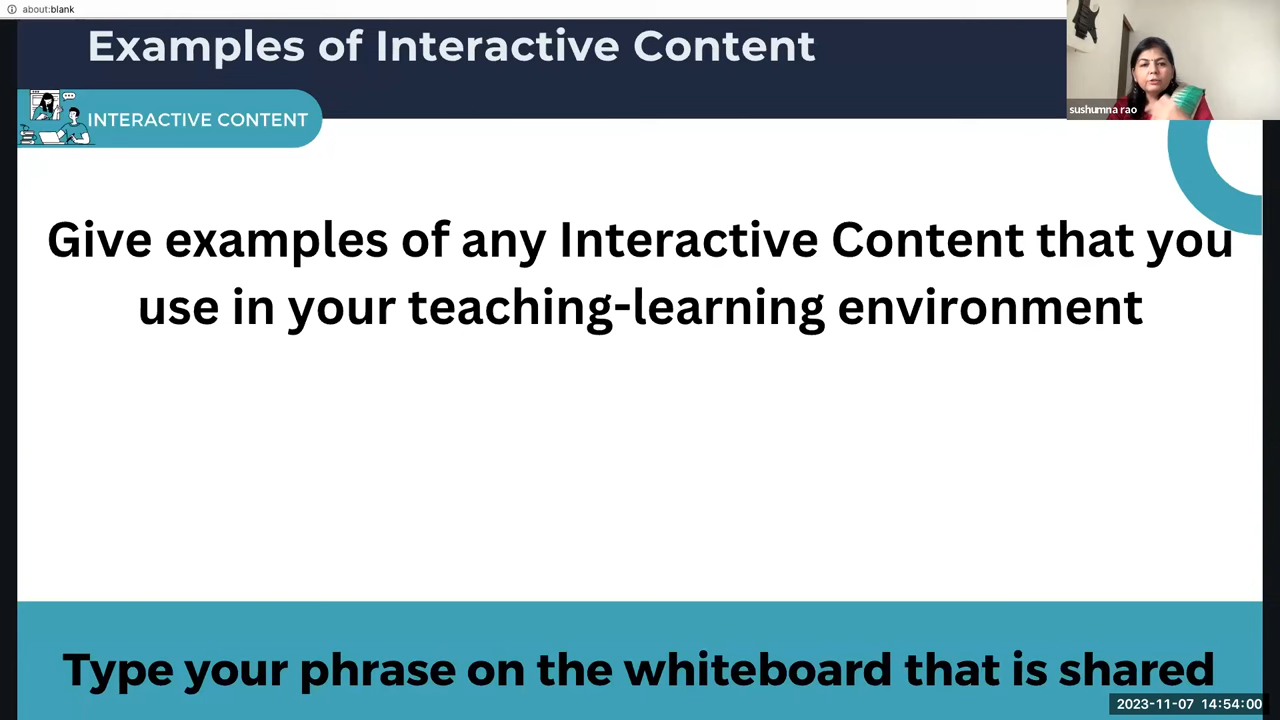 about:blank
Examples of Interactive Content
INTERACTIVE CONTENT
sushumna rao
Give examples of any Interactive Content that you
use in your teaching-learning environment
Type your phrase on the whiteboard that is shared
2023-11-07 14:54:00